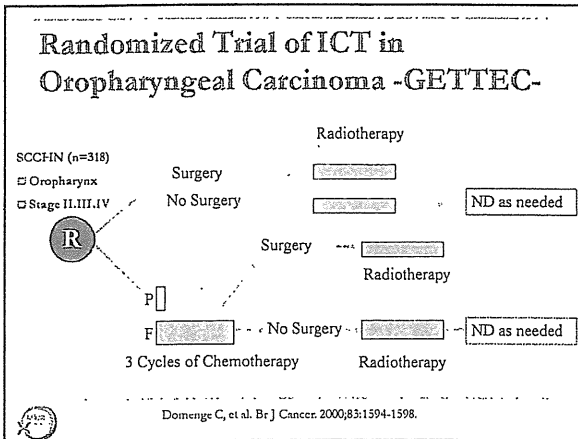 Randomized Trial of ICT in
Oropharyngeal Carcinoma -GETTEC-
Radiotherapy
SCCHN (n=318)
Oropharynx
Stage II.III.IV
R
Surgery
No Surgery
ND as needed
Surgery
Radiotherapy
P
F
No Surgery
ND as needed
3 Cycles of Chemotherapy
Radiotherapy
Domenge C, et al. Br J Cancer. 2000;83:1594-1598.